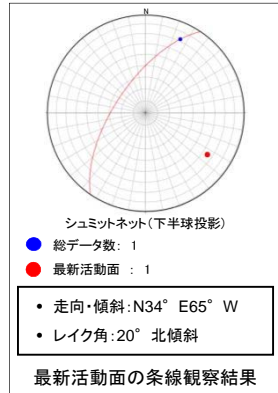 N
シュミットネット(下半球投影)
総データ数: 1
最新活動面 : 1
• 走向・傾斜:N34° E65° W
• レイク角:20° 北傾斜
最新活動面の条線観察結果